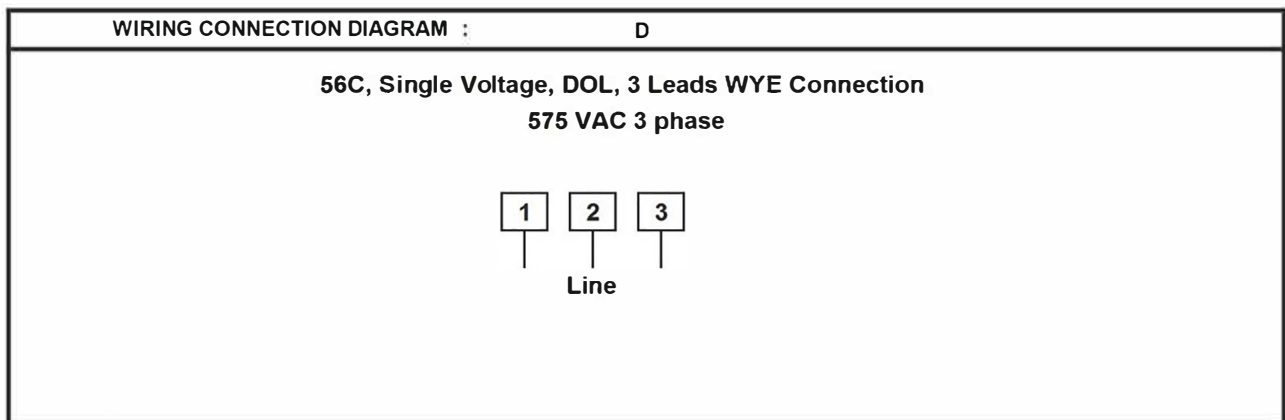 WIRING CONNECTION DIAGRAM : D
56C, Single Voltage, DOL, 3 Leads WYE Connection
575 VAC 3 phase
1 2 3
Line